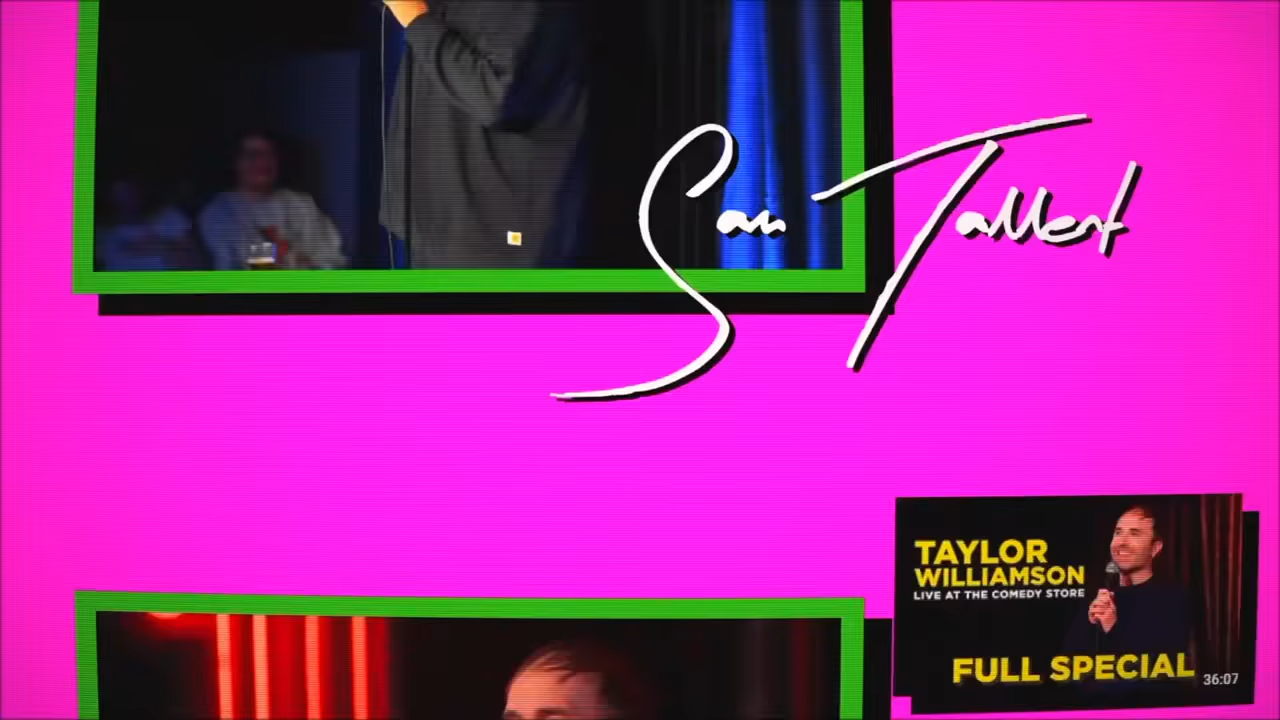 Sam Tallent
TAYLOR
WILLIAMSON
LIVE AT THE COMEDY STORE
FULL SPECIAL
36:07